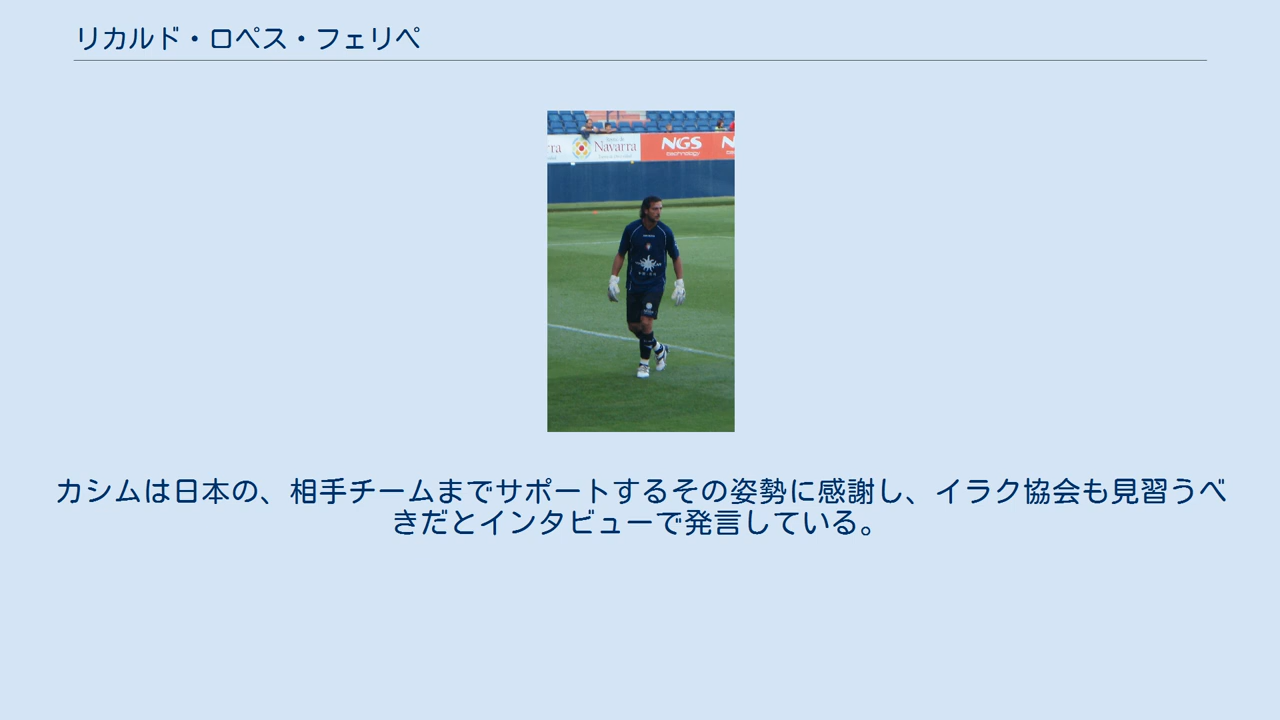 リカルド・ロペス・フェリペ
Navarra
NGS
technology
カシムは日本の、相手チームまでサポートするその姿勢に感謝し、イラク協会も見習うべ
きだとインタビューで発言している。